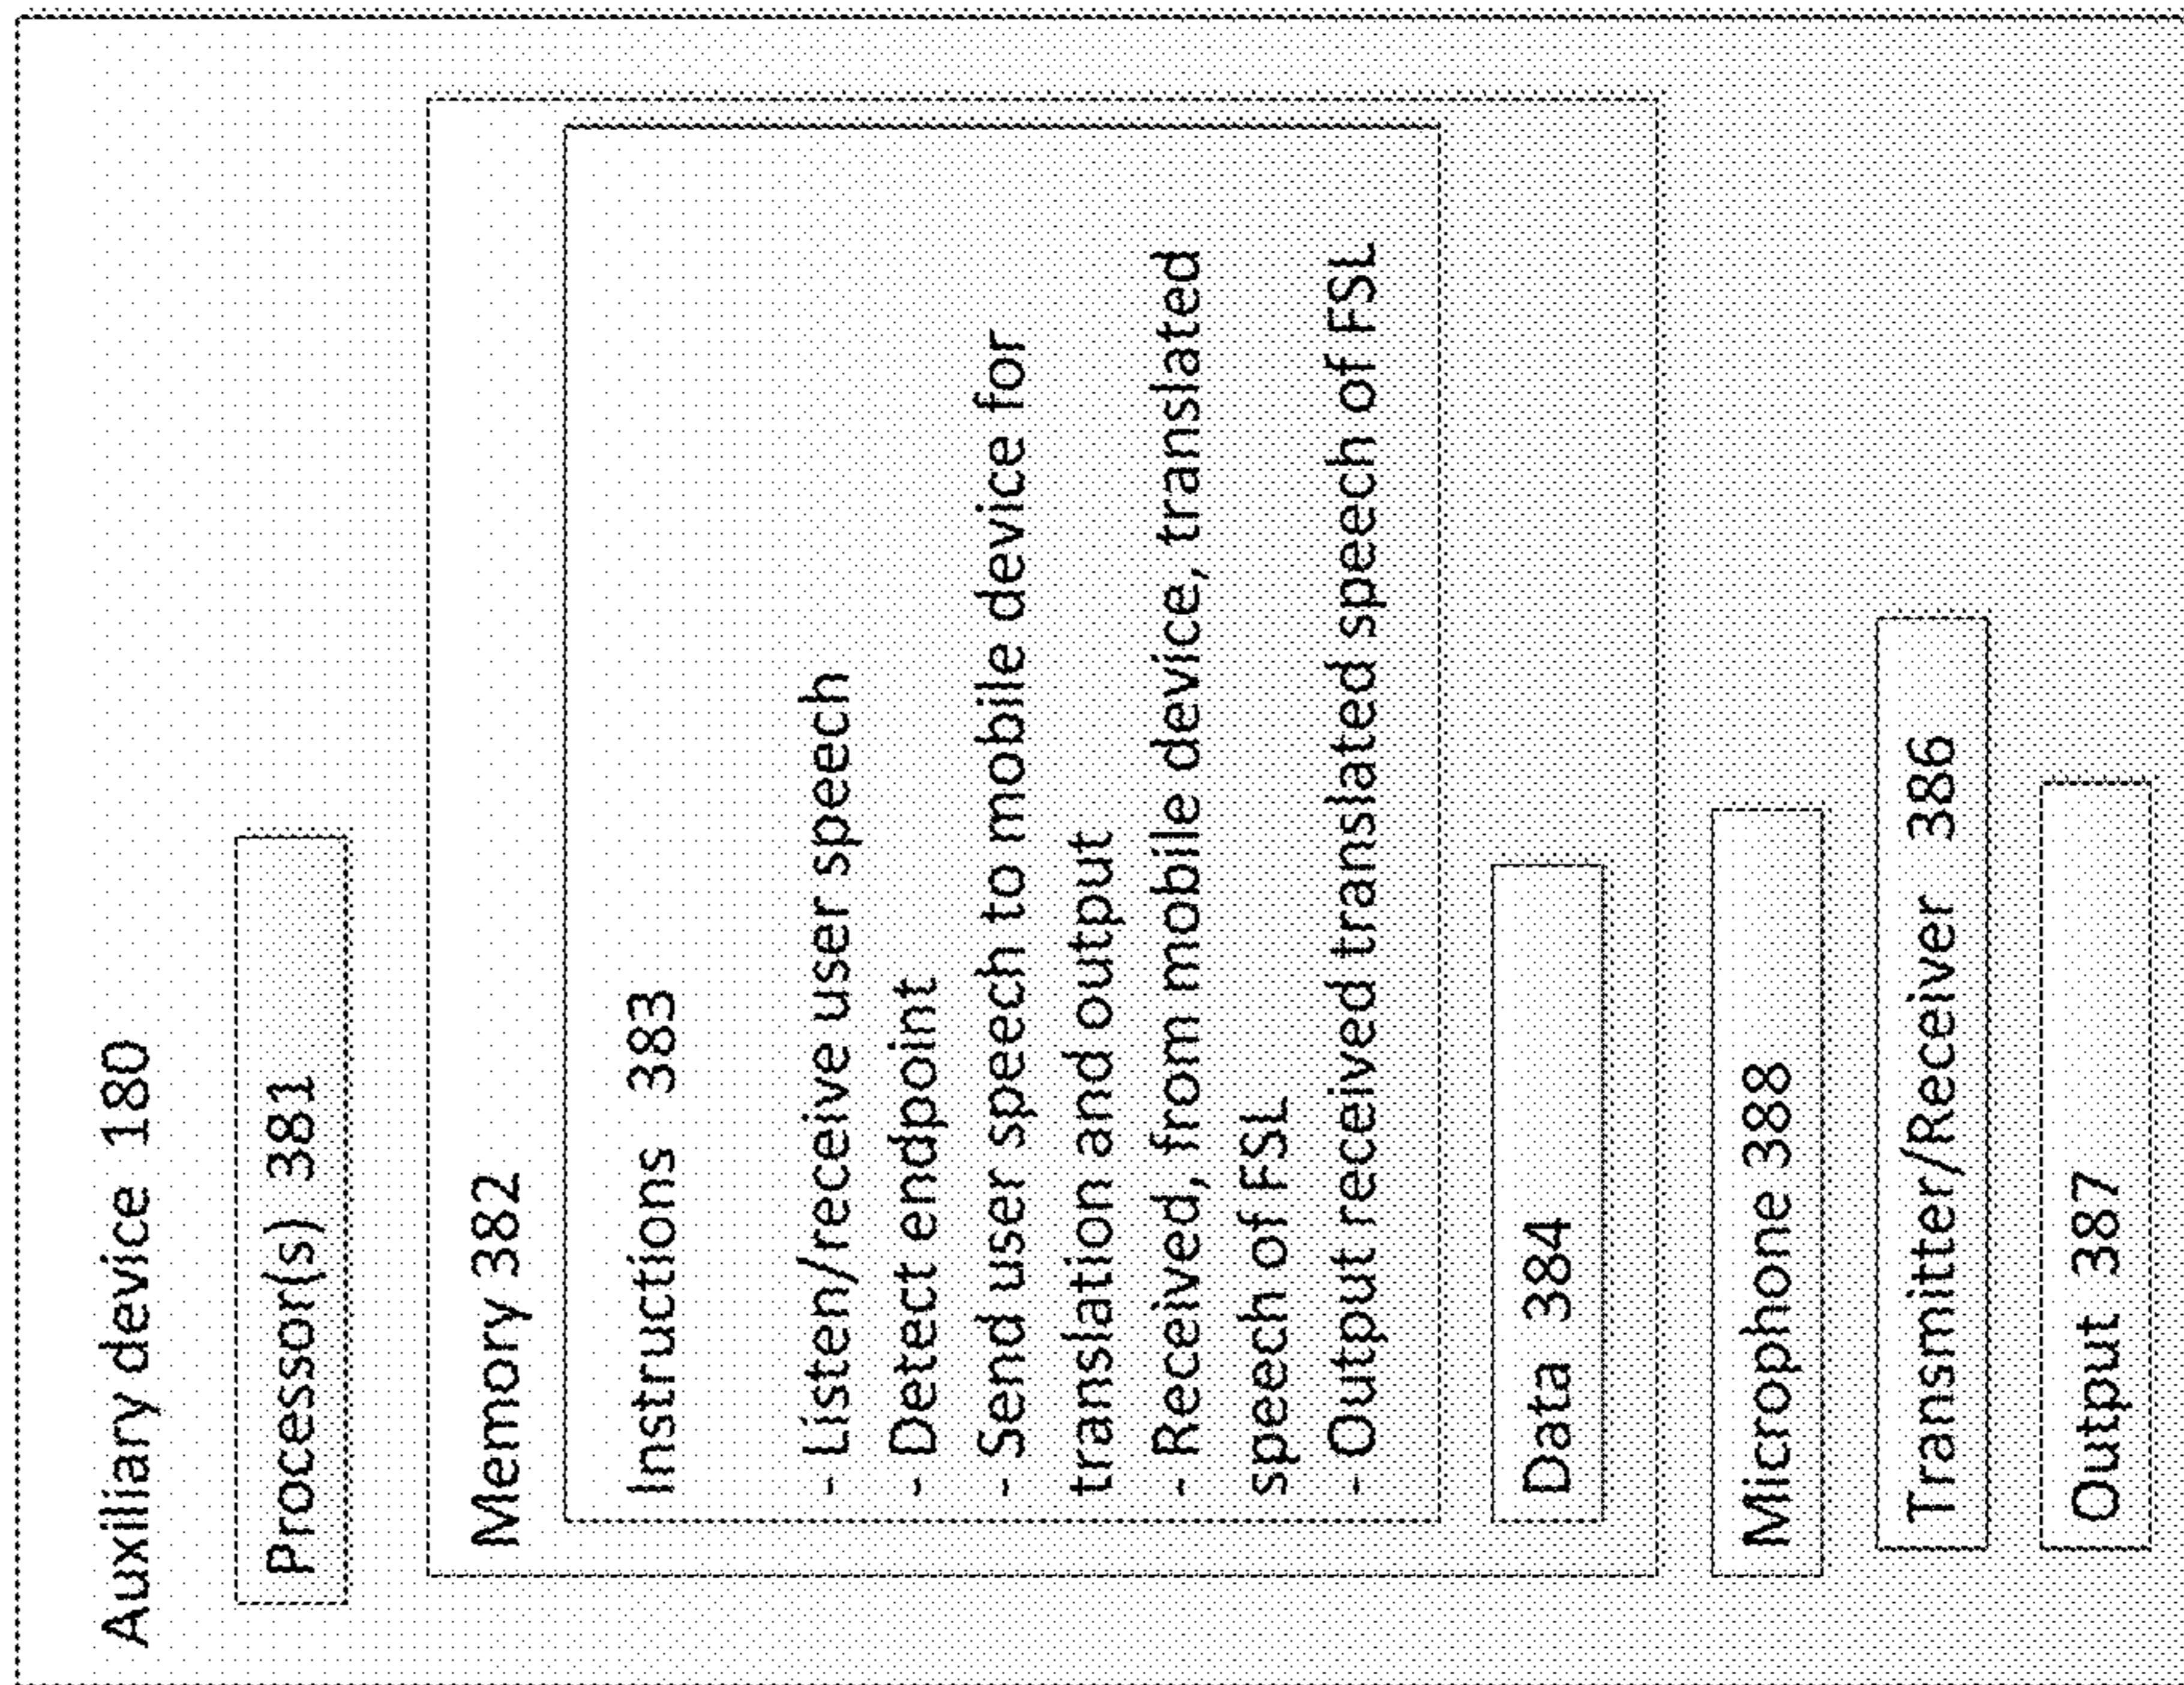 Auxiliary device 180
Processor(s) 381
Memory 382
Instructions 383
- Listen/receive user speech
- Detect endpoint
- Send user speech to mobile device for
translation and output
- Received, from mobile device, translated
speech of FSL
- Output received translated speech of FSL
Data 384
Microphone 388
Transmitter/Receiver 386
Output 387